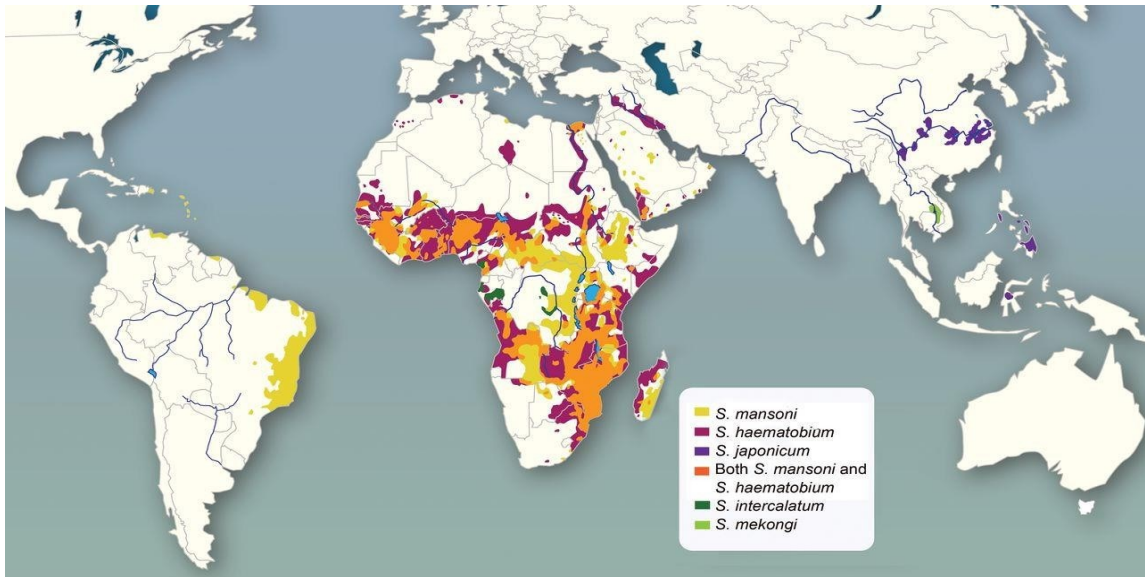 S. mansoni
S. haematobium
S. japonicum
Both S. mansoni and
S. haematobium
S. intercalatum
S. mekongi